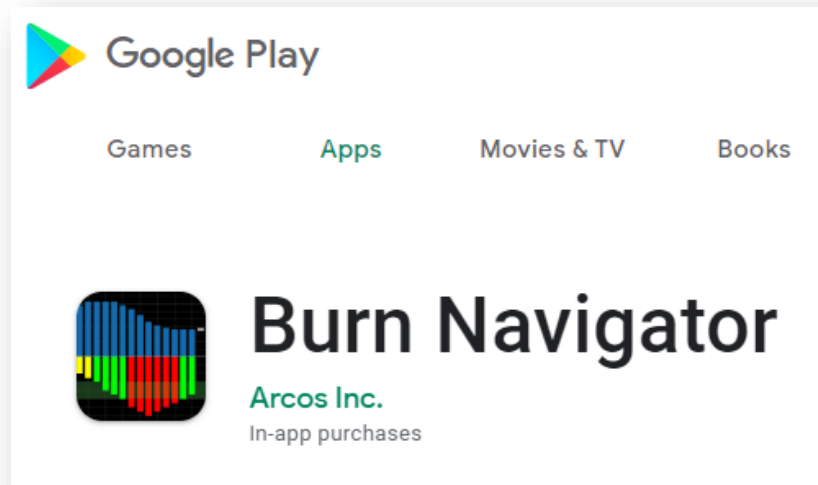 Google Play
Games Apps Movies & TV Books
Burn Navigator
Arcos Inc.
In-app purchases